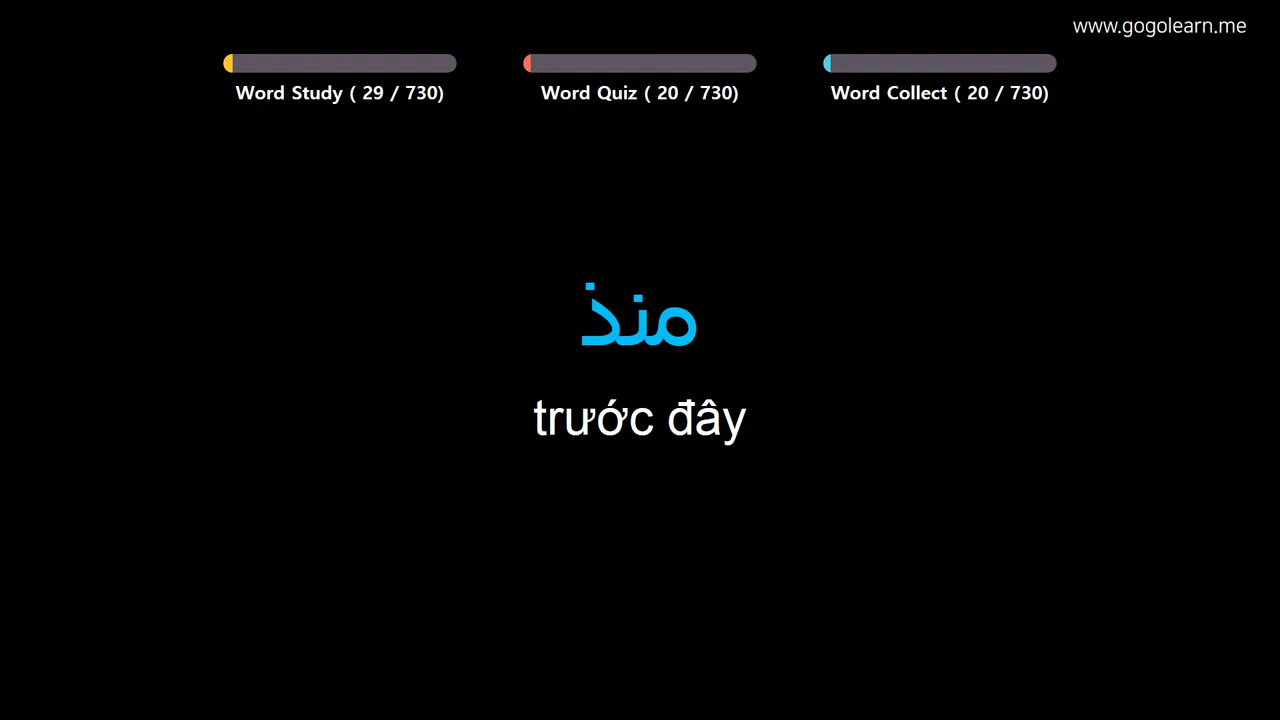 www.gogolearn.me
Word Study ( 29 / 730)
Word Quiz ( 20 / 730)
Word Collect ( 20 / 730)
منذ
trước đây